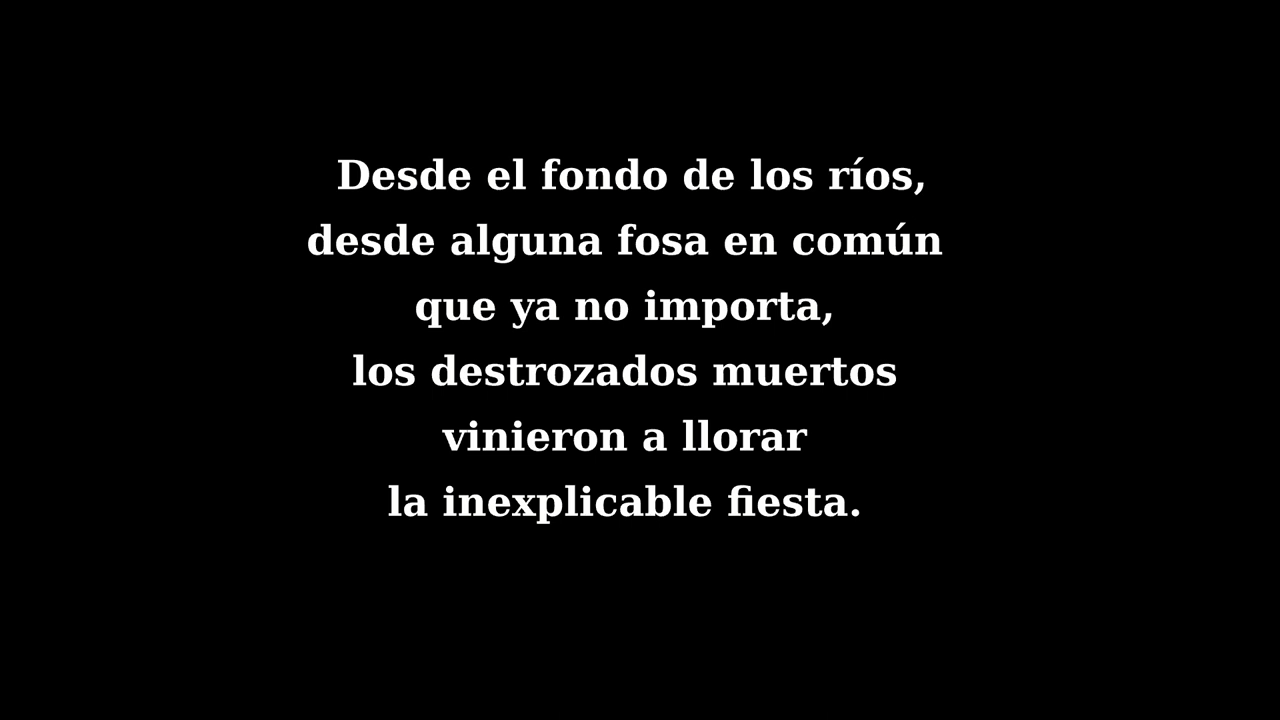 Desde el fondo de los ríos,
desde alguna fosa en común
que ya no importa,
los destrozados muertos
vinieron a llorar
la inexplicable fiesta.